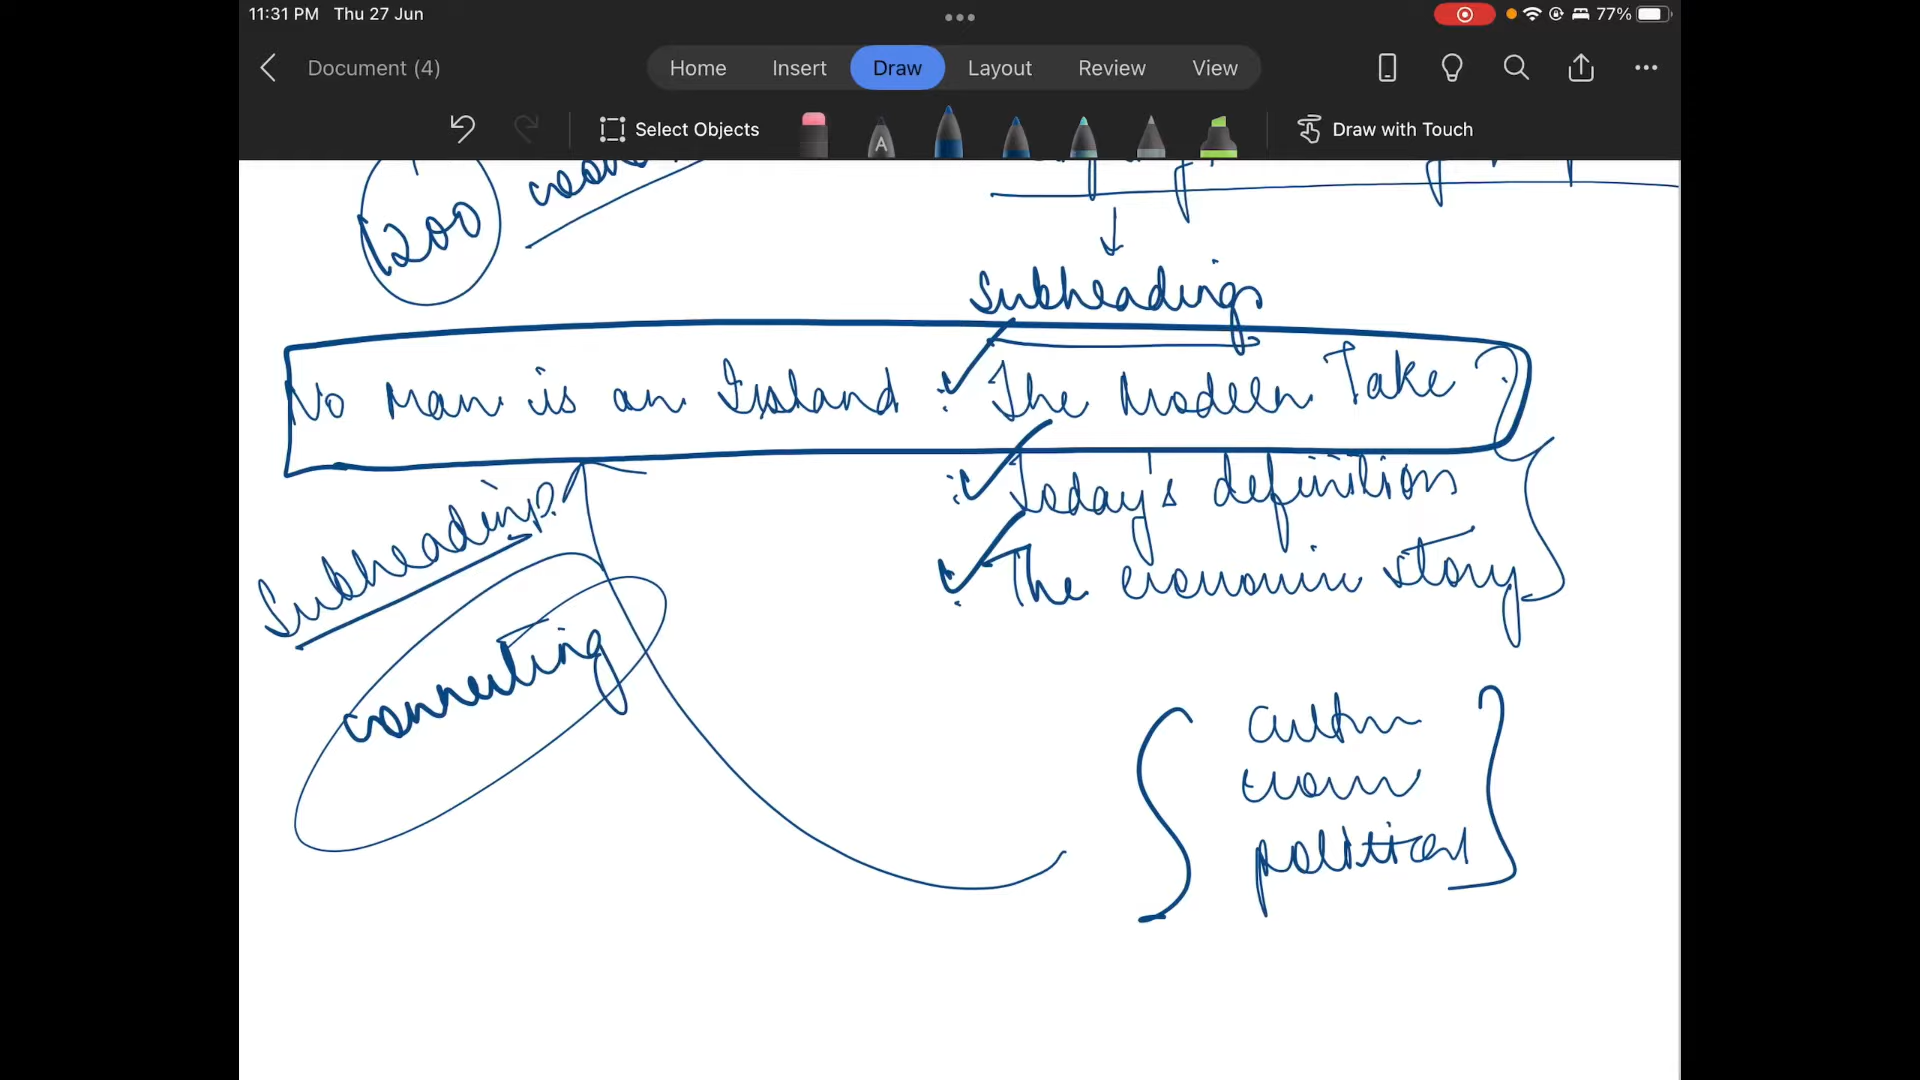 11:31 PM Thu 27 Jun
77%
Document (4)
Home Insert Draw Layout Review View
Select Objects
A
Draw with Touch
1200
Subheadings
No Man is an Island : The Modern Take
: Today's definition
: The economic story
Subheadings
connecting
political